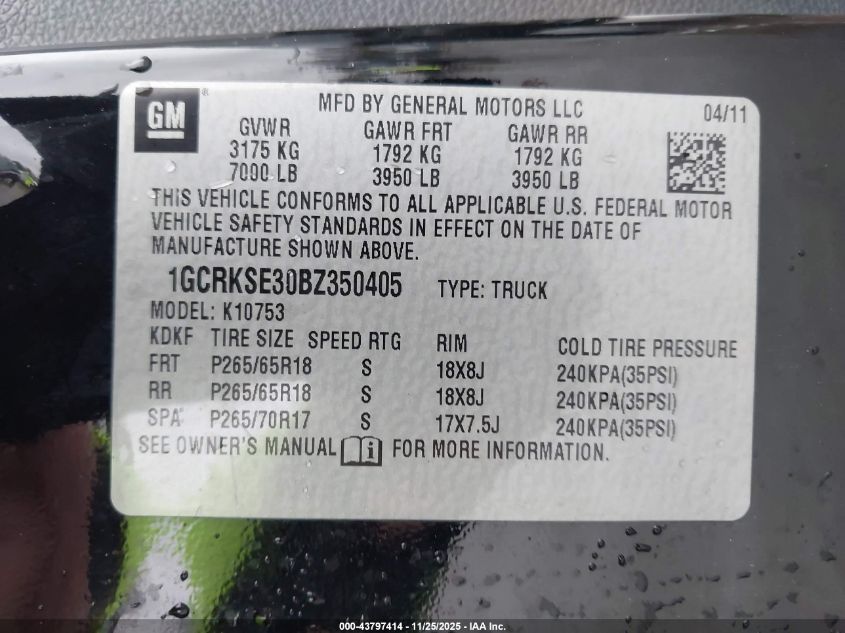 GM
®
MFD BY GENERAL MOTORS LLC 04/11
GVWR GAWR FRT GAWR RR
3175 KG 1792 KG 1792 KG
7000 LB 3950 LB 3950 LB
THIS VEHICLE CONFORMS TO ALL APPLICABLE U.S. FEDERAL MOTOR
VEHICLE SAFETY STANDARDS IN EFFECT ON THE DATE OF
MANUFACTURE SHOWN ABOVE.
1GCRKSE30BZ350405 TYPE: TRUCK
MODEL: K10753
KDKF TIRE SIZE SPEED RTG RIM COLD TIRE PRESSURE
FRT P265/65R18 S 18X8J 240KPA(35PSI)
RR P265/65R18 S 18X8J 240KPA(35PSI)
SPA P265/70R17 S 17X7.5J 240KPA(35PSI)
SEE OWNER'S MANUAL i FOR MORE INFORMATION.
000-43797414 - 11/25/2025 - IAA Inc.